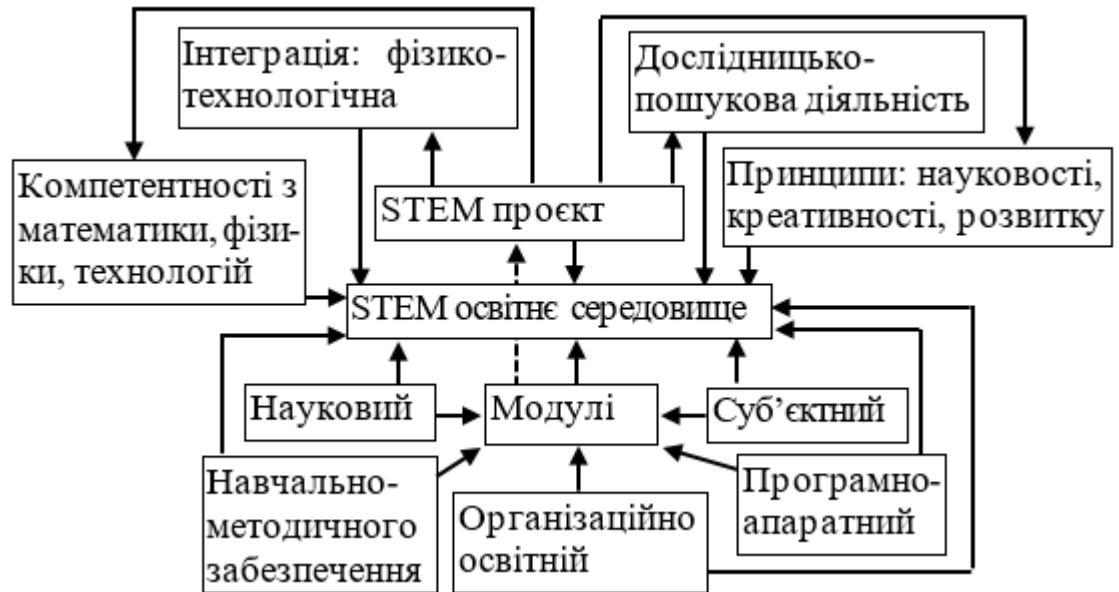 Інтеграція: фізико-
технологічна
Дослідницько-
пошукова діяльність
Компетентності з
математики, фізи-
ки, технологій
STEM проєкт
Принципи: науковості,
креативності, розвитку
STEM освітнє середовище
Науковий
Модулі
Суб’єктний
Навчально-
методичного
забезпечення
Організаційно
освітній
Програмно-
апаратний